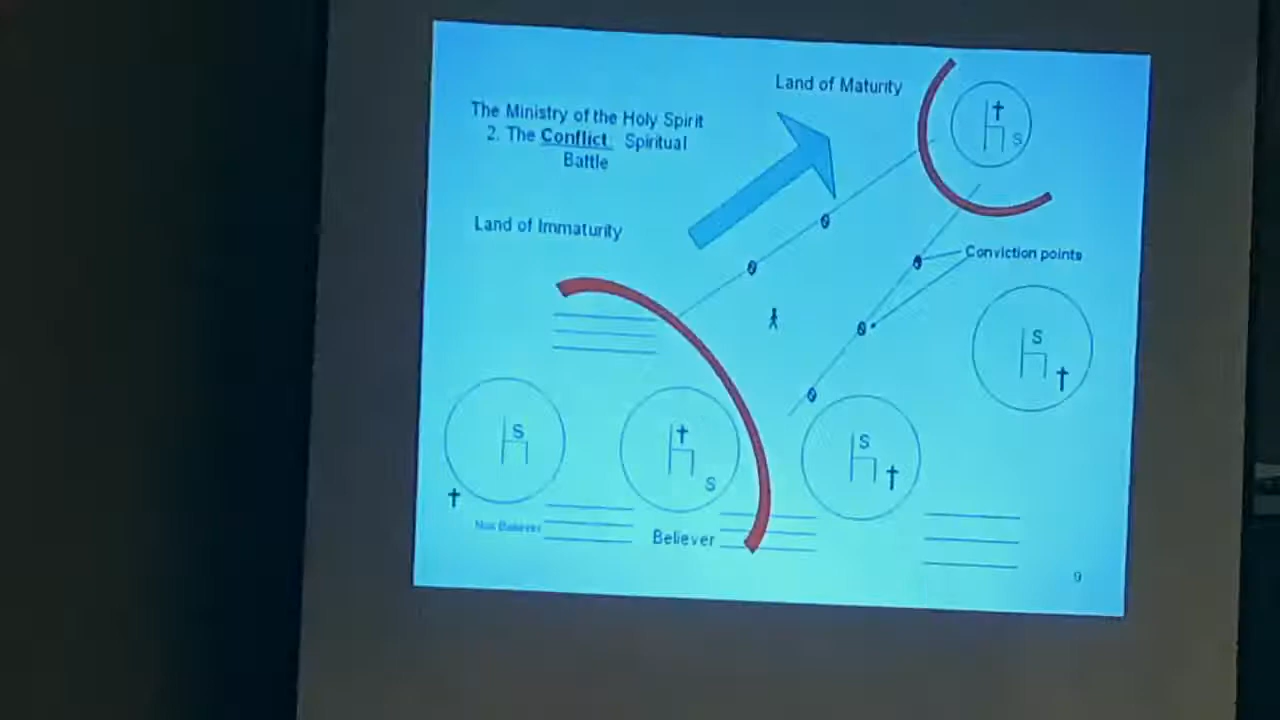 Land of Maturity
The Ministry of the Holy Spirit
2. The Conflict: Spiritual
Battle
S
Land of Immaturity
Conviction points
S
S
S
S
S
Non Believer
Believer
9